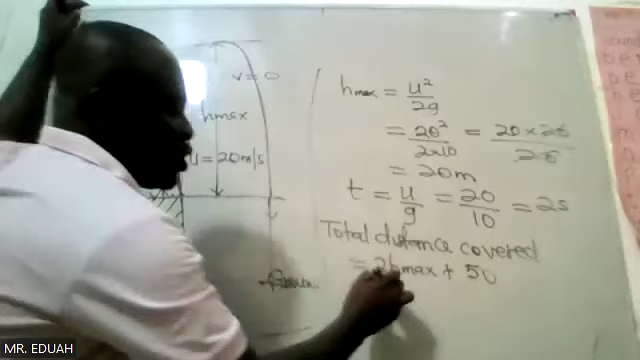 v = 0
hmax
u = 20m/s
hmax = u²/2g
= 20²/2x10 = 20 x 20/20
= 20m
t = u/g = 20/10 = 2s
Total distance covered
= 2hmax + 50
MR. EDUAH